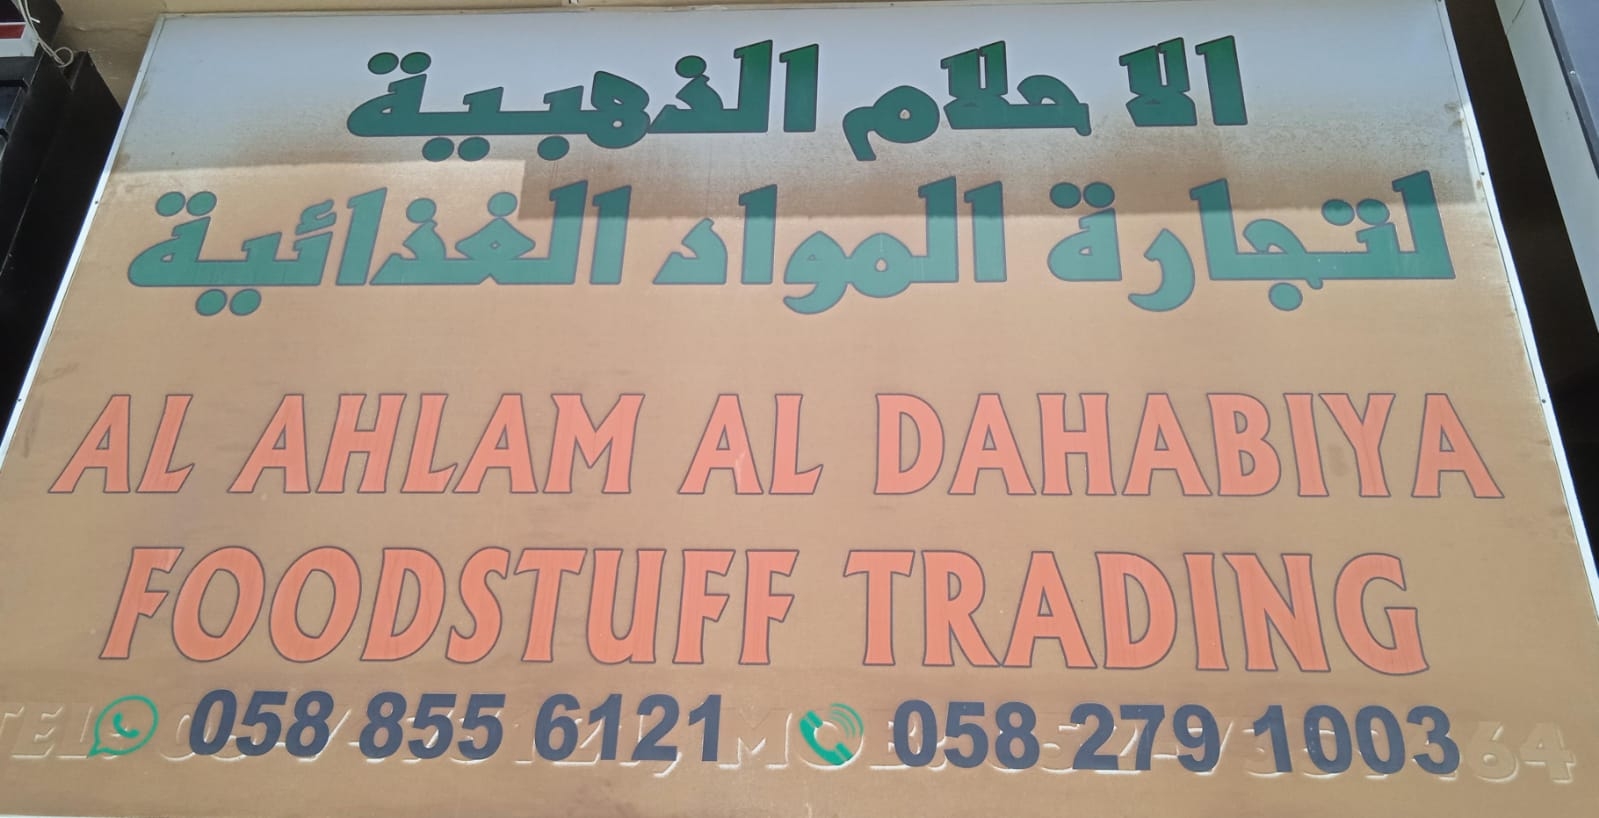 الاحلام الذهبية
لتجارة المواد الغذائية
AL AHLAM AL DAHABIYA
FOODSTUFF TRADING
058 855 6121 058 279 1003